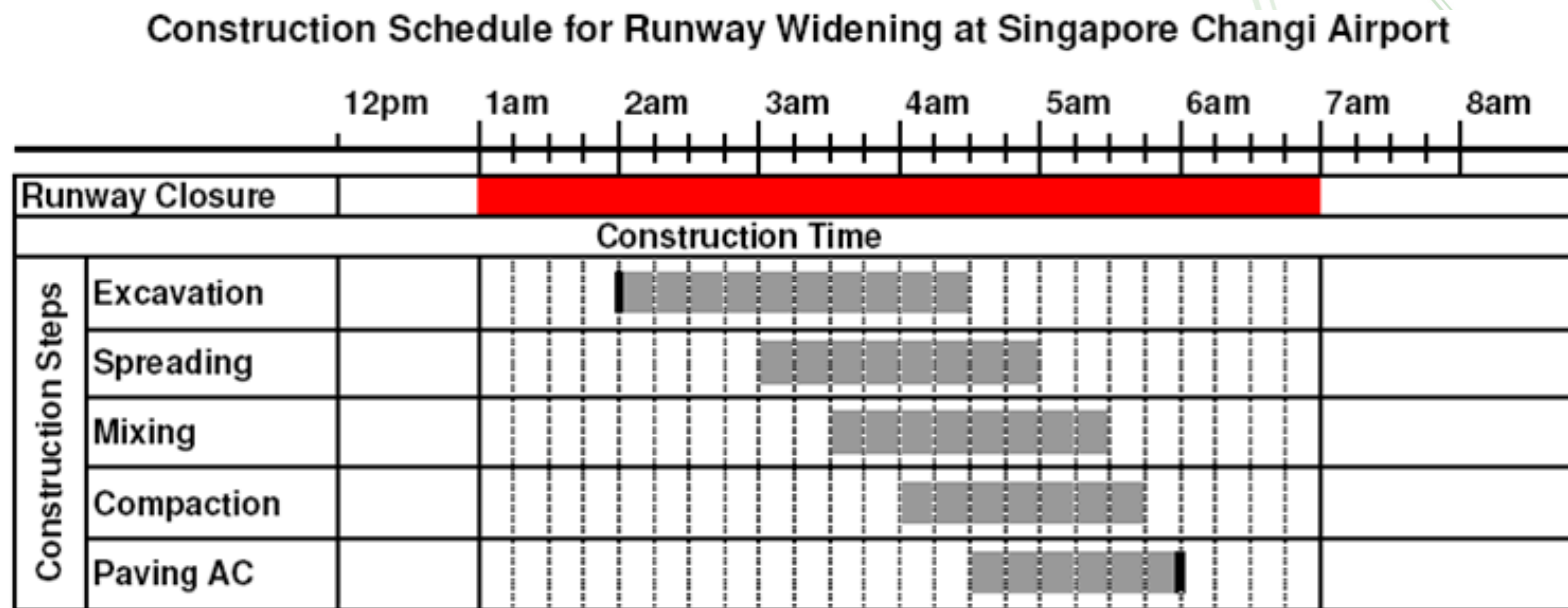 Construction Schedule for Runway Widening at Singapore Changi Airport
12pm 1am 2am 3am 4am 5am 6am 7am 8am
Runway Closure
Construction Time
Construction Steps
Excavation
Spreading
Mixing
Compaction
Paving AC